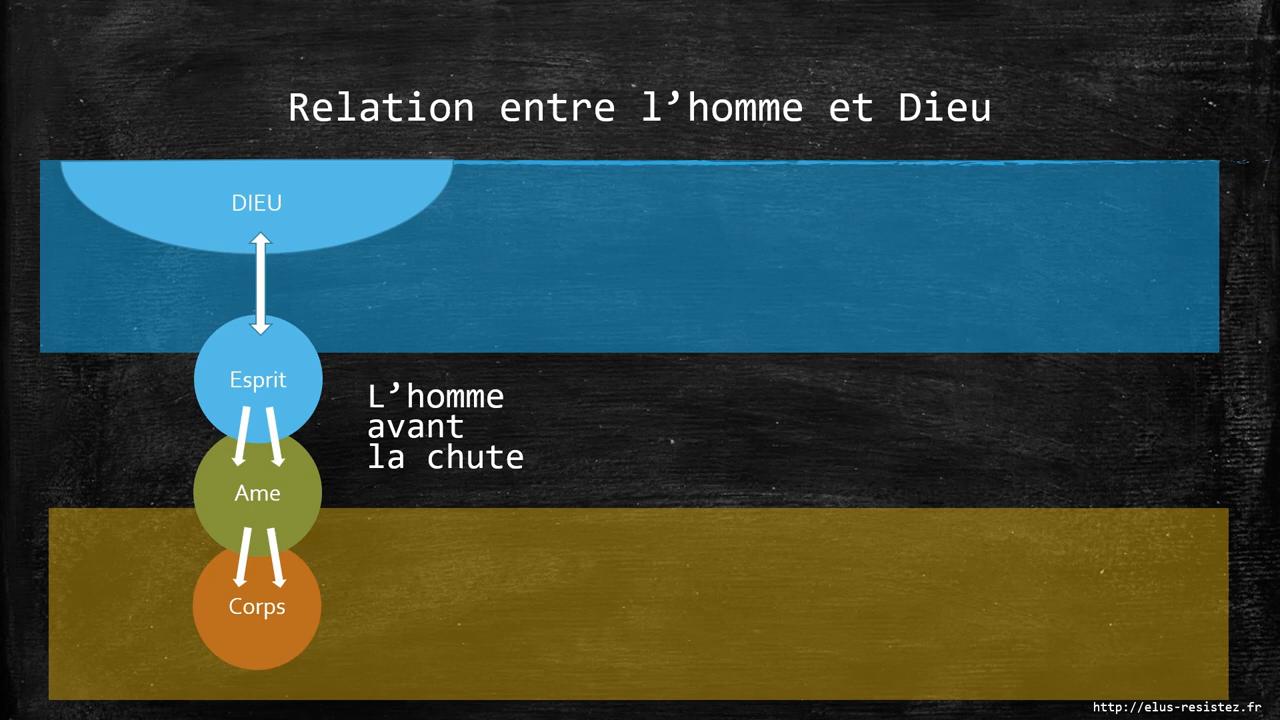 Relation entre l’homme et Dieu
DIEU
Esprit
L’homme
avant
la chute
Ame
Corps
http://elus-resistez.fr